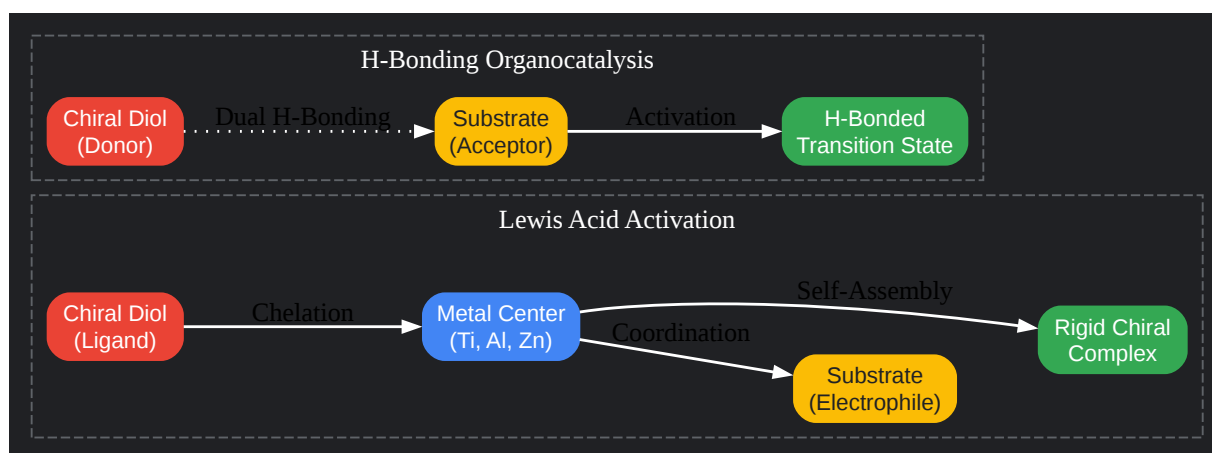 H-Bonding Organocatalysis
Chiral Diol
(Donor)
Dual H-Bonding
Substrate
(Acceptor)
Activation
H-Bonded
Transition State
Lewis Acid Activation
Chiral Diol
(Ligand)
Chelation
Metal Center
(Ti, Al, Zn)
Self-Assembly
Coordination
Rigid Chiral
Complex
Substrate
(Electrophile)